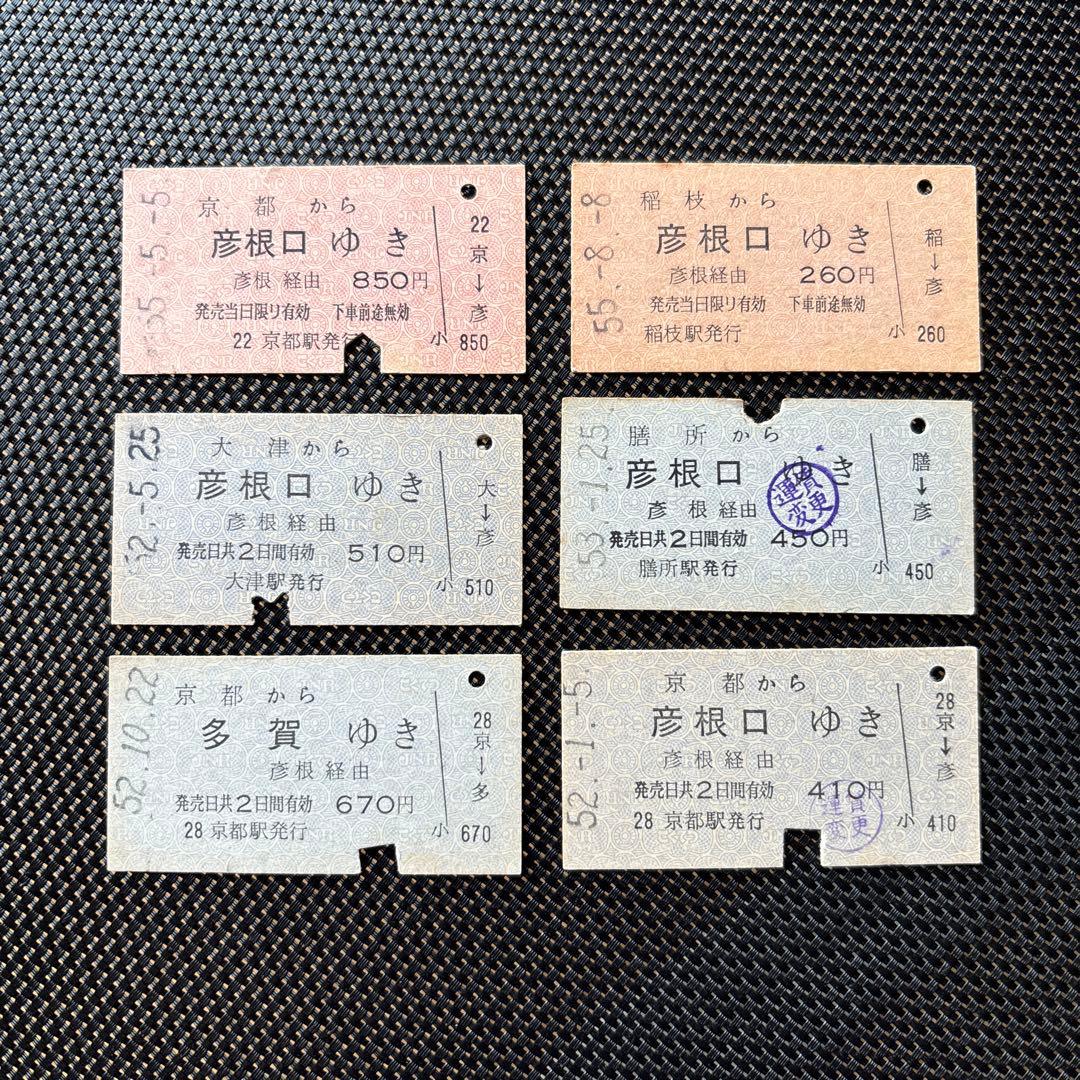 55.-5.-5
京都から
彦根口ゆき
彦根経由 850円
発売当日限り有効 下車前途無効
22 京都駅発行
22
京→彦
小 850
55.-8.-8
稲枝から
彦根口ゆき
彦根経由 260円
発売当日限り有効 下車前途無効
稲枝駅発行
稲→彦
小 260
52.-5.25
大津から
彦根口ゆき
彦根経由
発売日共2日間有効 510円
大津駅発行
大→彦
小 510
53.-1.25
膳所から
彦根口ゆき
彦根経由
発売日共2日間有効 450円
膳所駅発行
運賃
変更
膳→彦
小 450
52.10.22
京都から
多賀ゆき
彦根経由
発売日共2日間有効 670円
28 京都駅発行
28
京→多
小 670
52.-1.-5
京都から
彦根口ゆき
彦根経由
発売日共2日間有効 410円
28 京都駅発行
運賃
変更
28
京→彦
小 410